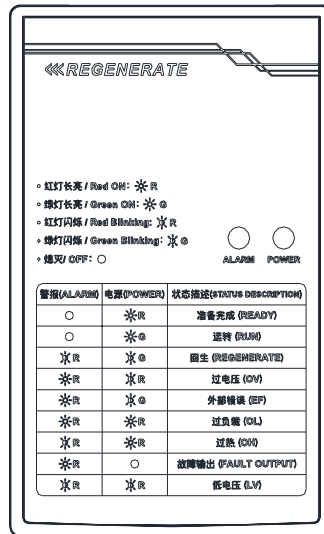 REGENERATE
◦ 红灯长亮 / Red ON: R
◦ 绿灯长亮 / Green ON: G
◦ 红灯闪烁 / Red Blinking: R
◦ 绿灯闪烁 / Green Blinking: G
◦ 熄灭/ OFF: ○
ALARM POWER
警报(ALARM) 电源(POWER) 状态描述(STATUS DESCRIPTION)
○ R 准备完成 (READY)
○ G 运转 (RUN)
R G 回生 (REGENERATE)
R R 过电压 (OV)
R G 外部错误 (EF)
R R 过负载 (OL)
R R 过热 (OH)
R ○ 故障输出 (FAULT OUTPUT)
R R 低电压 (LV)